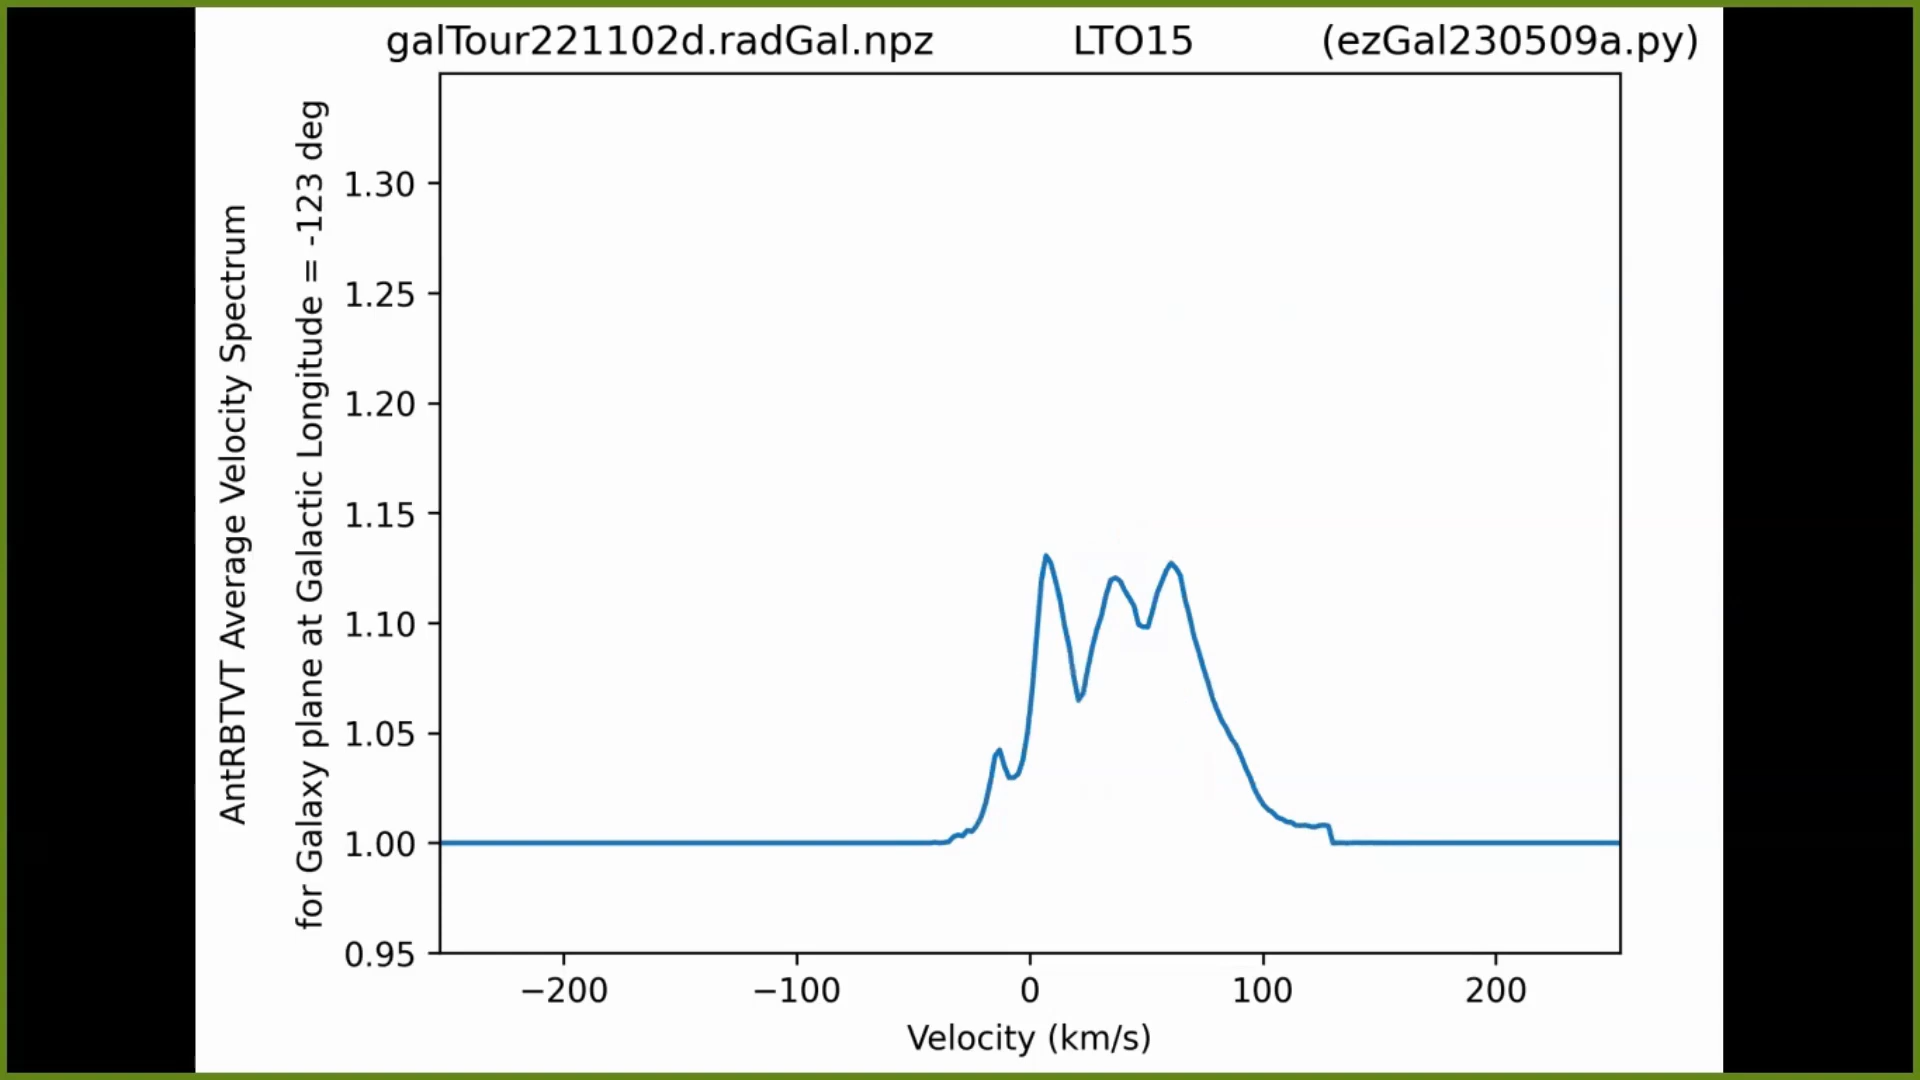 galTour221102d.radGal.npz LTO15 (ezGal230509a.py)
AntRBTVT Average Velocity Spectrum
for Galaxy plane at Galactic Longitude = -123 deg
1.30
1.25
1.20
1.15
1.10
1.05
1.00
0.95
−200 −100 0 100 200
Velocity (km/s)